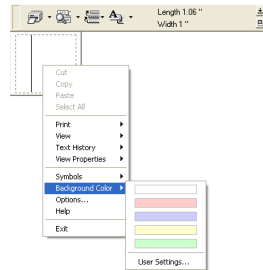 Length 1.06 "
Width 1 "
Cut
Copy
Paste
Select All
Print
View
Text History
View Properties
Symbols
Background Color
Options...
Help
Exit
User Settings...